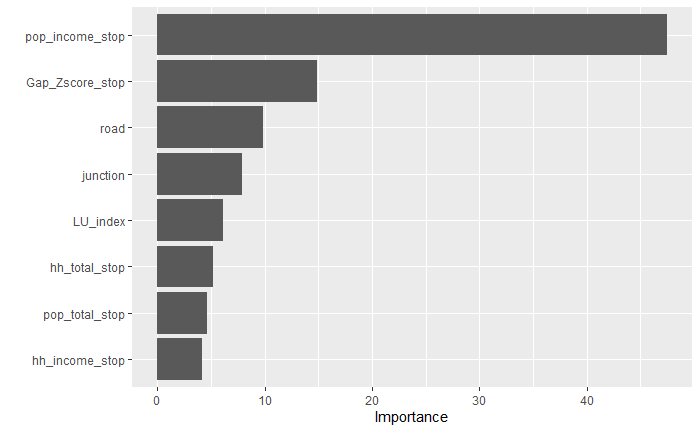 pop_income_stop
Gap_Zscore_stop
road
junction
LU_index
hh_total_stop
pop_total_stop
hh_income_stop
0 10 20 30 40
Importance